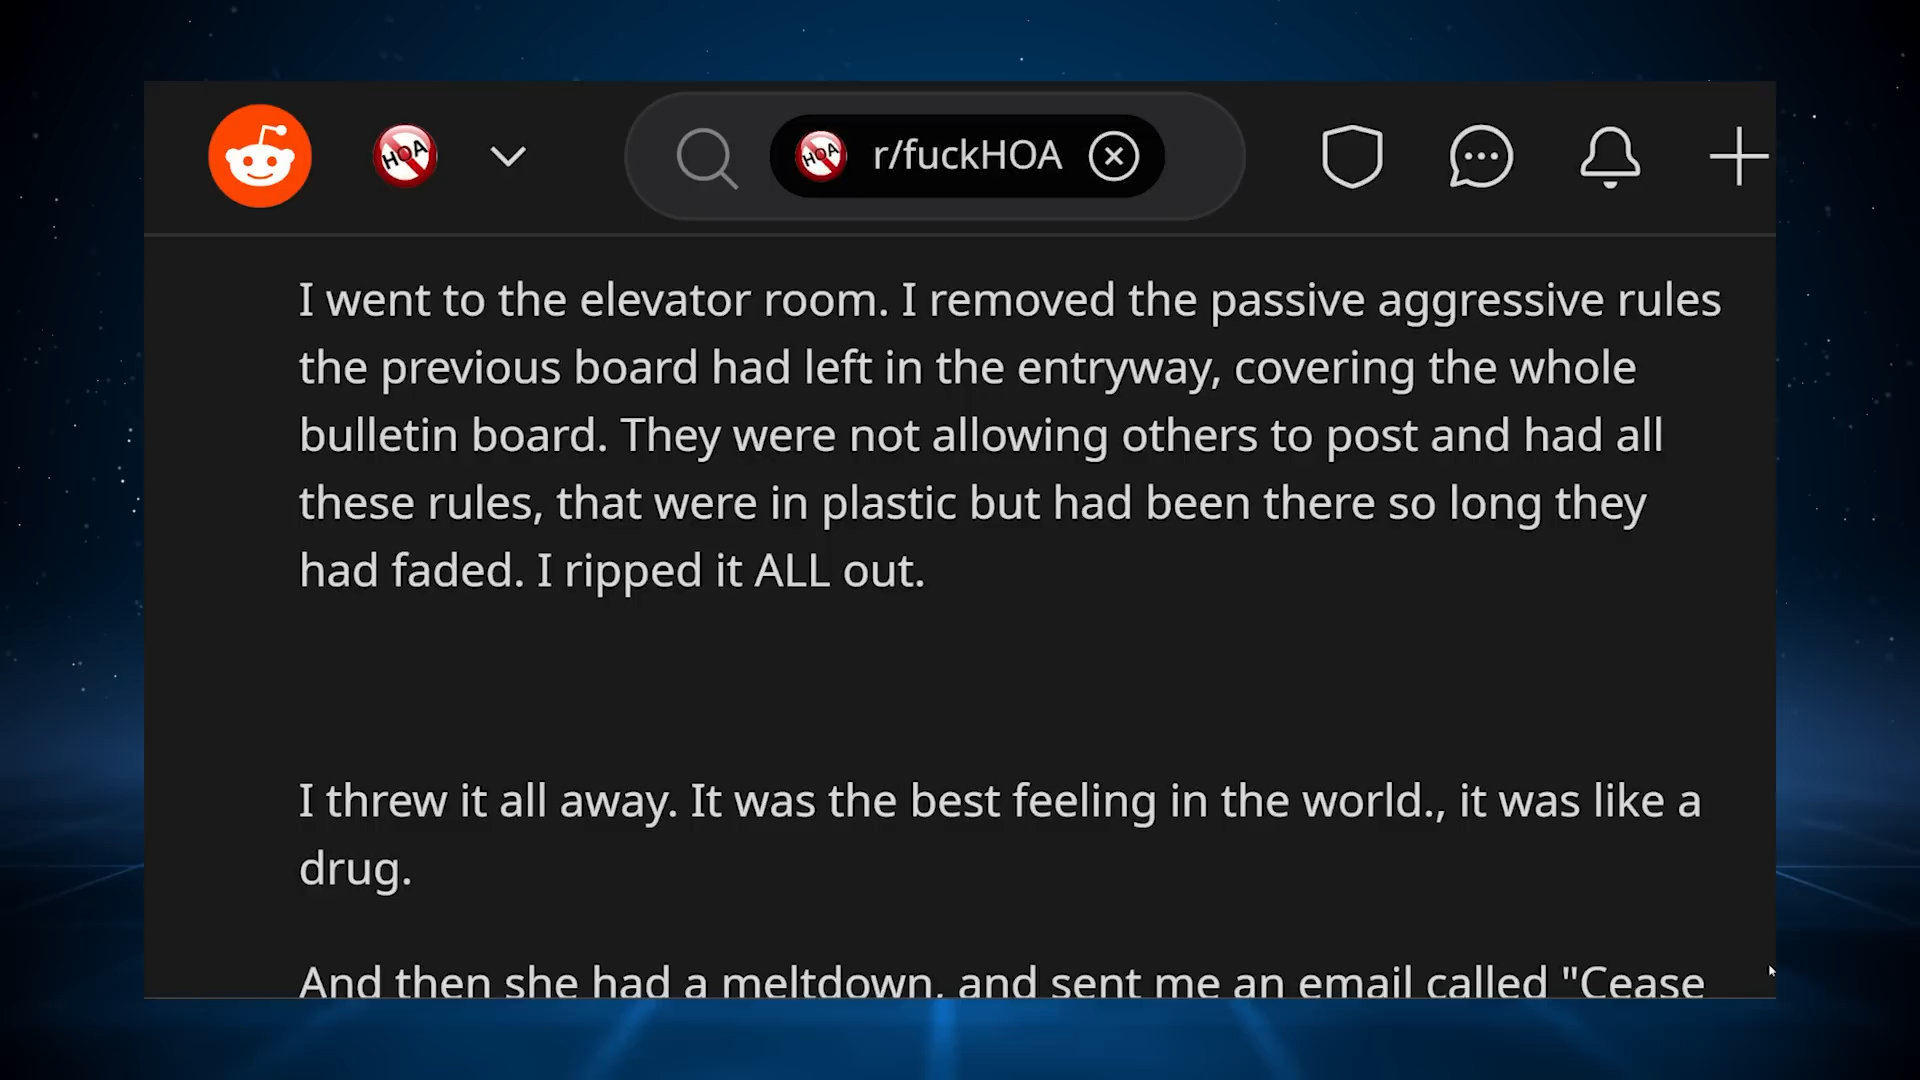 HOA
HOA r/fuckHOA
I went to the elevator room. I removed the passive aggressive rules
the previous board had left in the entryway, covering the whole
bulletin board. They were not allowing others to post and had all
these rules, that were in plastic but had been there so long they
had faded. I ripped it ALL out.
I threw it all away. It was the best feeling in the world., it was like a
drug.
And then she had a meltdown, and sent me an email called "Cease